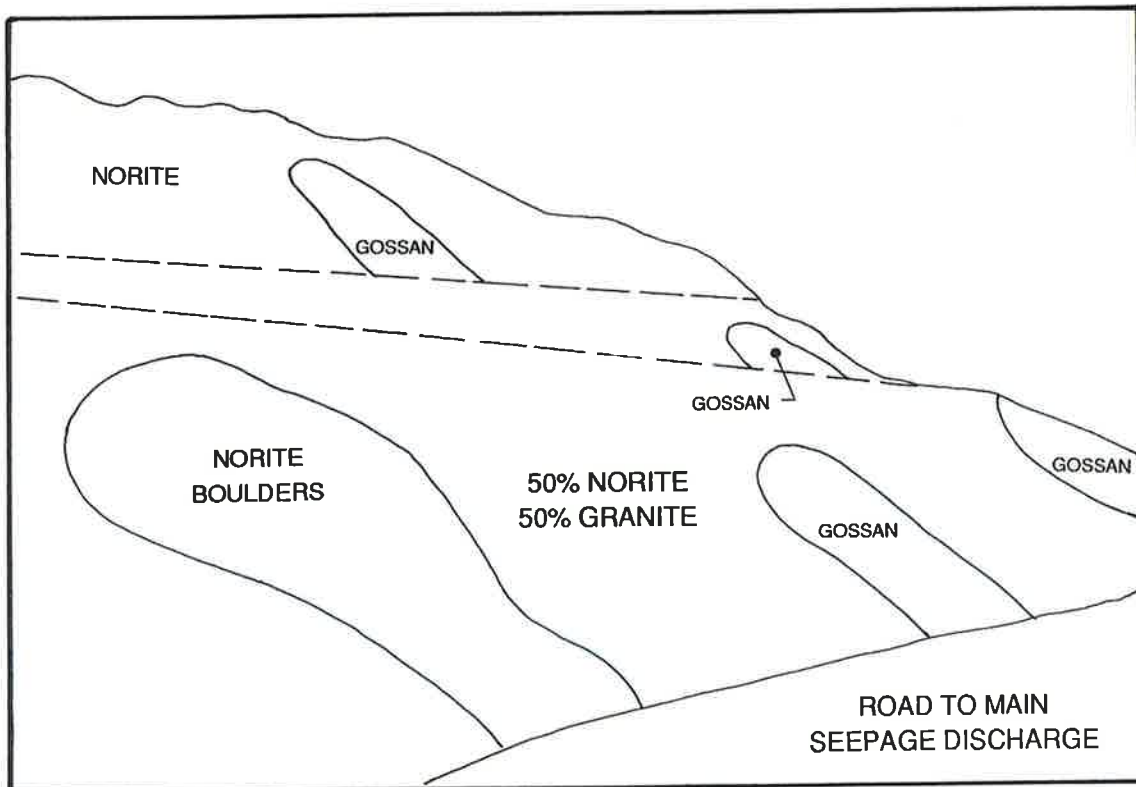 NORITE
GOSSAN
GOSSAN
NORITE
BOULDERS
50% NORITE
50% GRANITE
GOSSAN
GOSSAN
ROAD TO MAIN
SEEPAGE DISCHARGE